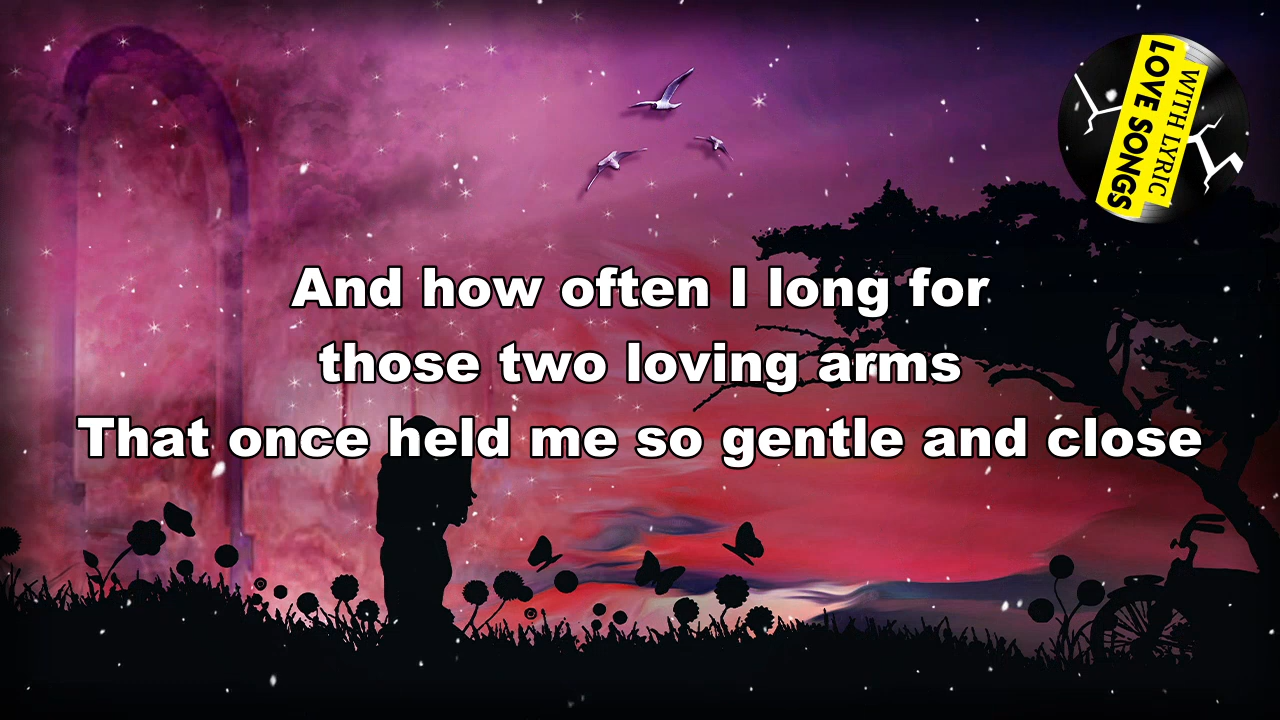 LOVE SONGS
WITH LYRIC
And how often I long for
those two loving arms
That once held me so gentle and close